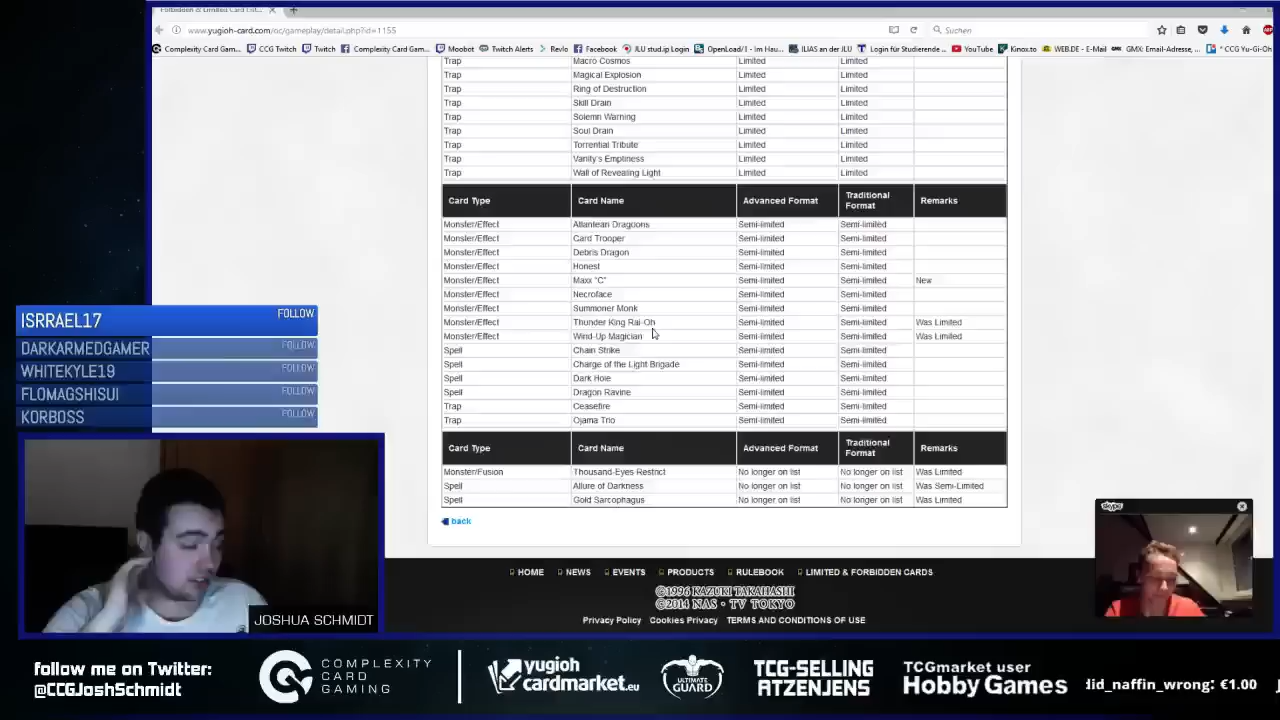 Forbidden & Limited Card List...
www.yugioh-card.com/oc/gameplay/detail.php?id=1155
Suchen
Complexity Card Gam... CCG Twitch Twitch Complexity Card Gam... Moobot Twitch Alerts Revlo Facebook JLU stud.ip Login OpenLoad/1 - Im Hau... ILIAS an der JLU Login für Studierende ... YouTube Kinox.to WEB.DE - E-Mail GMX: Email-Adresse, ... * CCG Yu-Gi-Oh
Trap Macro Cosmos Limited Limited
Trap Magical Explosion Limited Limited
Trap Ring of Destruction Limited Limited
Trap Skill Drain Limited Limited
Trap Solemn Warning Limited Limited
Trap Soul Drain Limited Limited
Trap Torrential Tribute Limited Limited
Trap Vanity's Emptiness Limited Limited
Trap Wall of Revealing Light Limited Limited
Card Type Card Name Advanced Format Traditional Format Remarks
Monster/Effect Atlantean Dragoons Semi-limited Semi-limited
Monster/Effect Card Trooper Semi-limited Semi-limited
Monster/Effect Debris Dragon Semi-limited Semi-limited
Monster/Effect Honest Semi-limited Semi-limited
Monster/Effect Maxx "C" Semi-limited Semi-limited New
Monster/Effect Necroface Semi-limited Semi-limited
Monster/Effect Summoner Monk Semi-limited Semi-limited
Monster/Effect Thunder King Rai-Oh Semi-limited Semi-limited Was Limited
Monster/Effect Wind-Up Magician Semi-limited Semi-limited Was Limited
Spell Chain Strike Semi-limited Semi-limited
Spell Charge of the Light Brigade Semi-limited Semi-limited
Spell Dark Hole Semi-limited Semi-limited
Spell Dragon Ravine Semi-limited Semi-limited
Trap Ceasefire Semi-limited Semi-limited
Trap Ojama Trio Semi-limited Semi-limited
Card Type Card Name Advanced Format Traditional Format Remarks
Monster/Fusion Thousand-Eyes Restrict No longer on list No longer on list Was Limited
Spell Allure of Darkness No longer on list No longer on list Was Semi-Limited
Spell Gold Sarcophagus No longer on list No longer on list Was Limited
back
HOME NEWS EVENTS PRODUCTS RULEBOOK LIMITED & FORBIDDEN CARDS
©1996 KAZUKI TAKAHASHI
©2014 NAS • TV TOKYO
Privacy Policy Cookies Privacy TERMS AND CONDITIONS OF USE
ISRRAEL17 FOLLOW
DARKARMEDGAMER FOLLOW
WHITEKYLE19 FOLLOW
FLOMAGSHISUI FOLLOW
KORBOSS FOLLOW
JOSHUA SCHMIDT
skype
follow me on Twitter:
@CCGJoshSchmidt
COMPLEXITY
CARD
GAMING
yugioh
cardmarket.eu
ULTIMATE
GUARD
TCG-SELLING
ATZENJENS
TCGmarket user
Hobby Games
did_naffin_wrong: €1.00